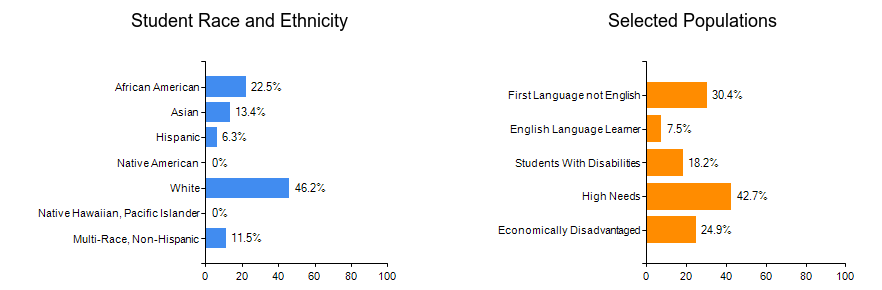 Student Race and Ethnicity
African American 22.5%
Asian 13.4%
Hispanic 6.3%
Native American 0%
White 46.2%
Native Hawaiian, Pacific Islander 0%
Multi-Race, Non-Hispanic 11.5%
0 20 40 60 80 100
Selected Populations
First Language not English 30.4%
English Language Learner 7.5%
Students With Disabilities 18.2%
High Needs 42.7%
Economically Disadvantaged 24.9%
0 20 40 60 80 100